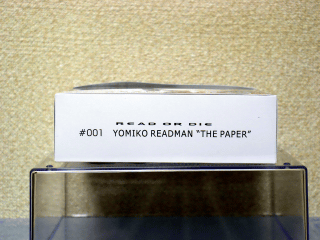 READ OR DIE
#001 YOMIKO READMAN "THE PAPER"